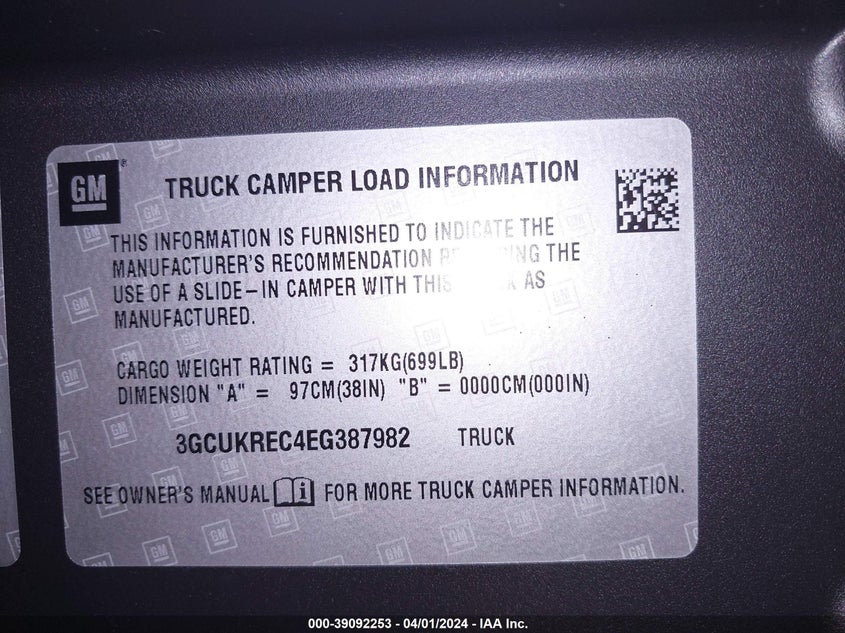 GM
TRUCK CAMPER LOAD INFORMATION
THIS INFORMATION IS FURNISHED TO INDICATE THE
MANUFACTURER'S RECOMMENDATION THE
USE OF A SLIDE–IN CAMPER WITH THIS AS
MANUFACTURED.
CARGO WEIGHT RATING = 317KG(699LB)
DIMENSION "A" = 97CM(38IN) "B" = 0000CM(000IN)
3GCUKREC4EG387982 TRUCK
SEE OWNER'S MANUAL FOR MORE TRUCK CAMPER INFORMATION.
000-39092253 - 04/01/2024 - IAA Inc.